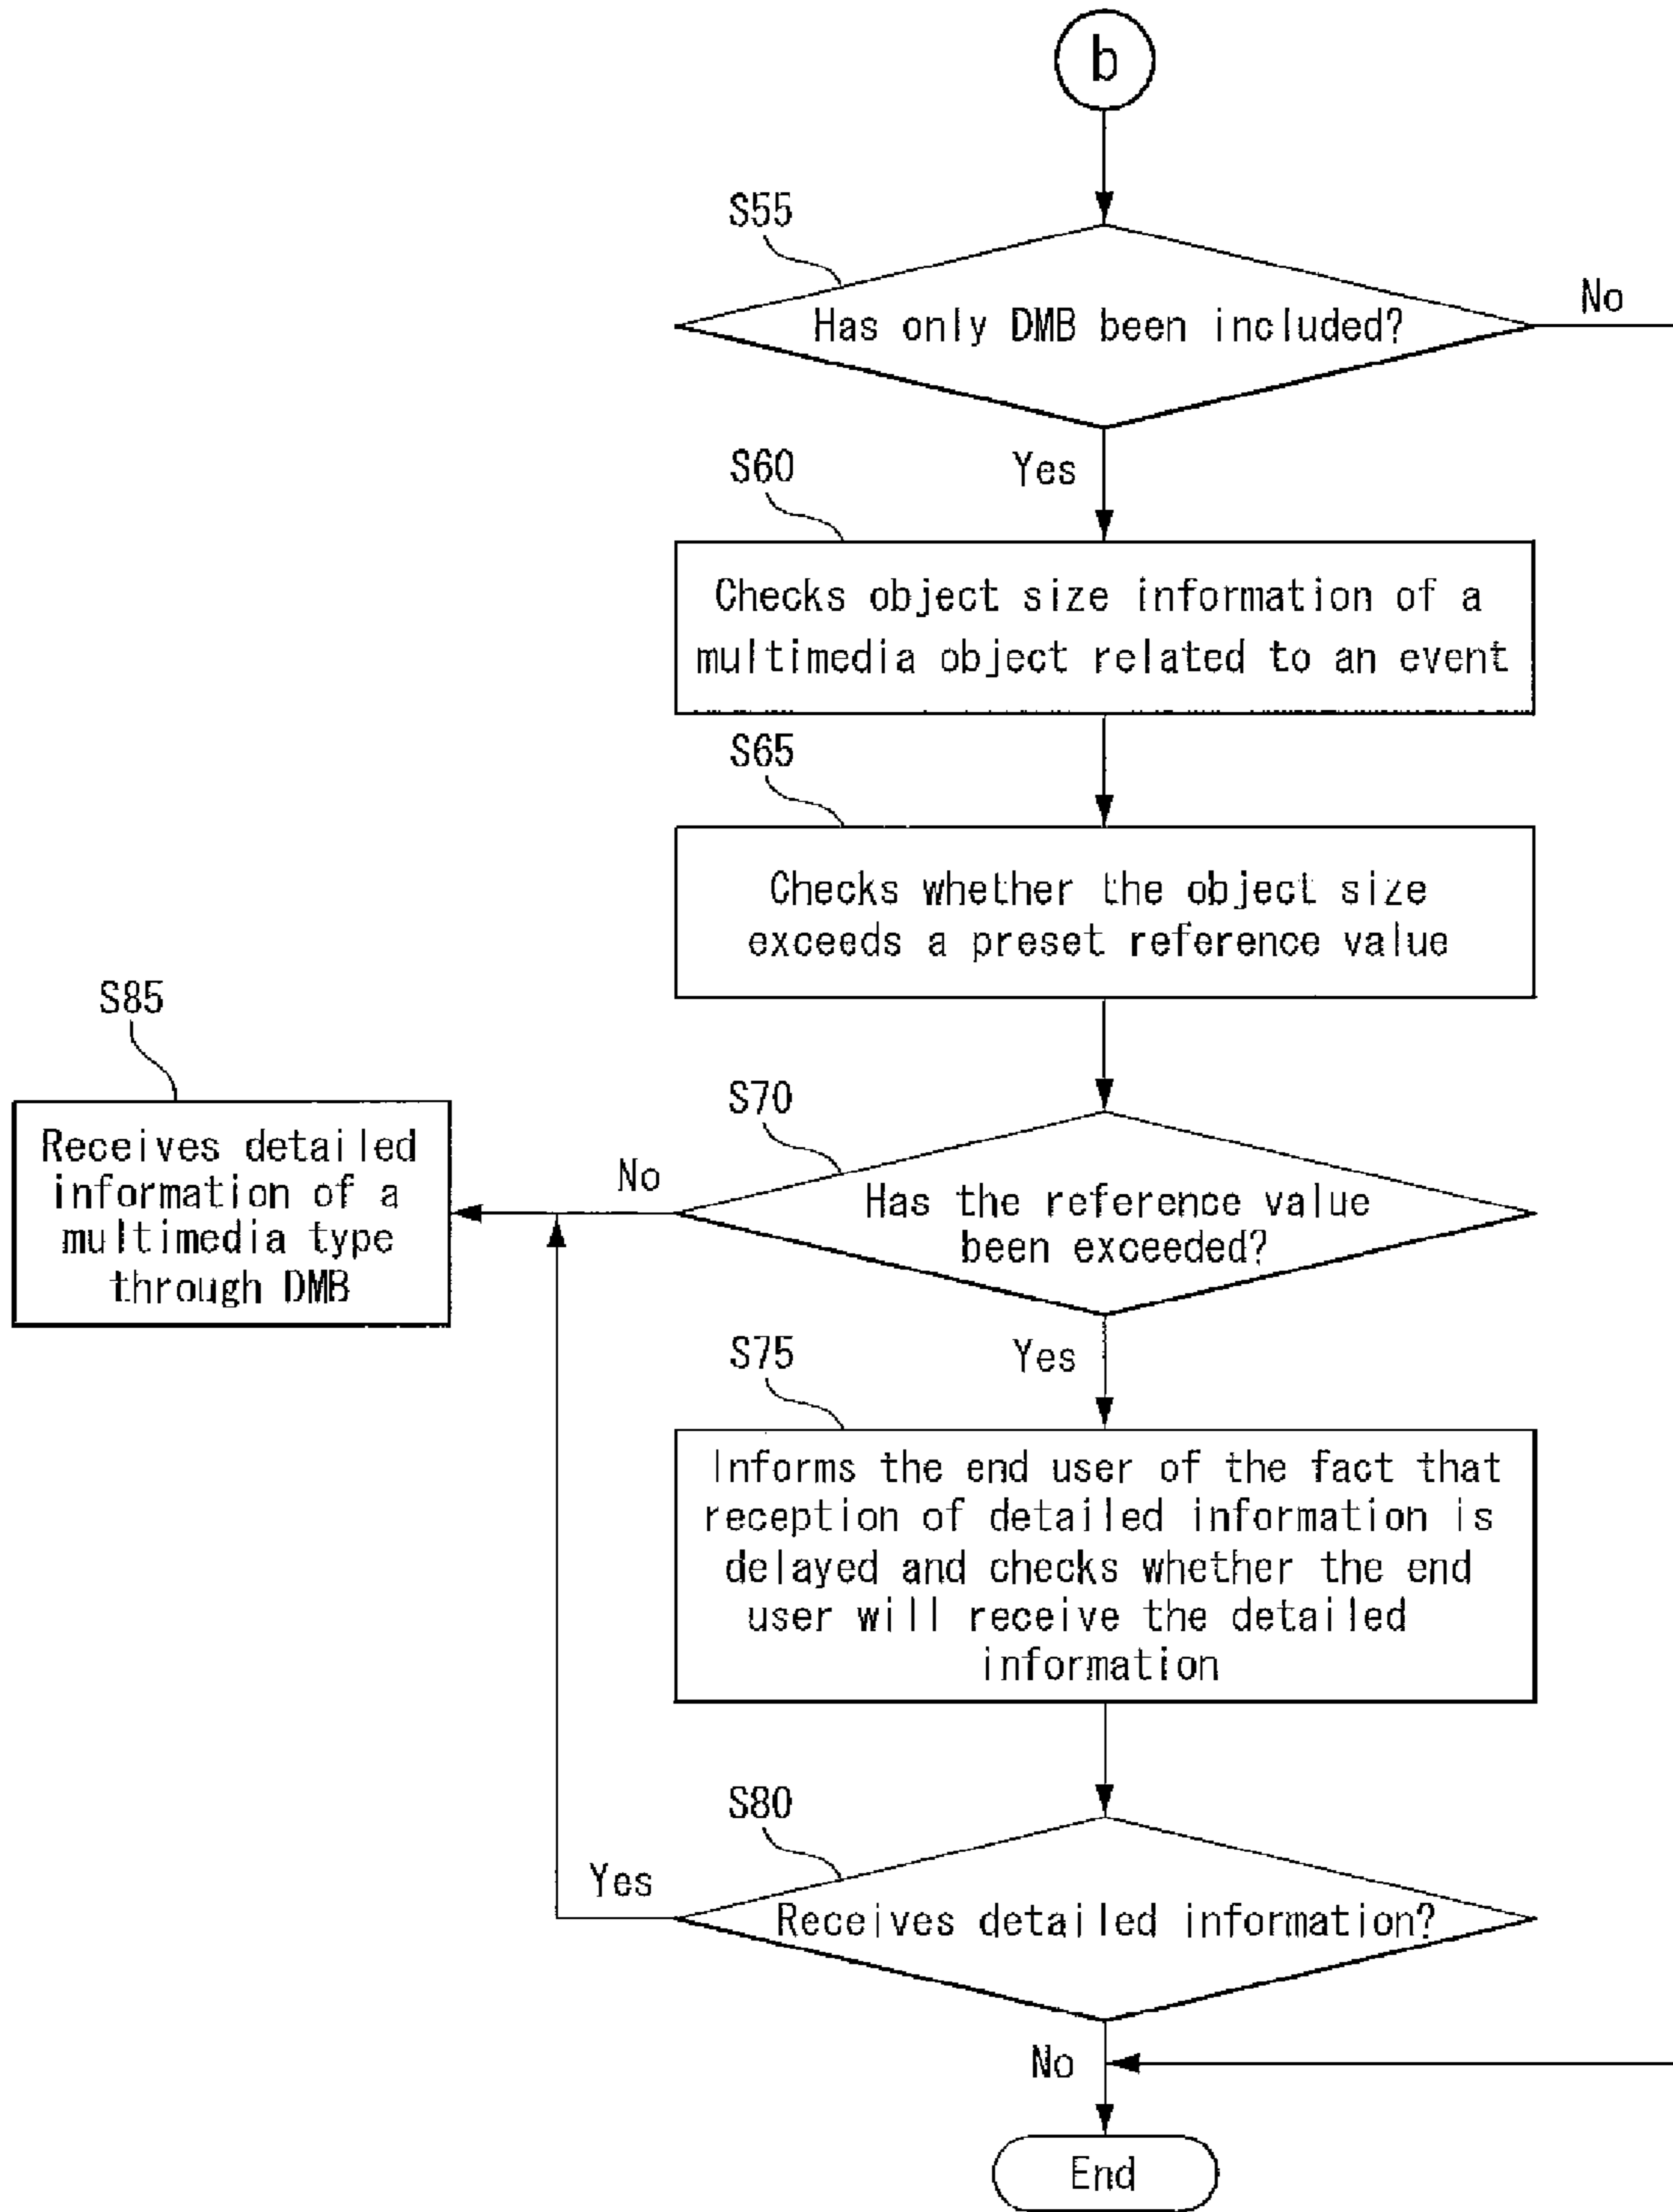 b
S55
Has only DMB been included?
No
Yes
S60
Checks object size information of a
multimedia object related to an event
S65
Checks whether the object size
exceeds a preset reference value
S85
Receives detailed
information of a
multimedia type
through DMB
No
S70
Has the reference value
been exceeded?
Yes
S75
Informs the end user of the fact that
reception of detailed information is
delayed and checks whether the end
user will receive the detailed
information
S80
Yes
Receives detailed information?
No
End